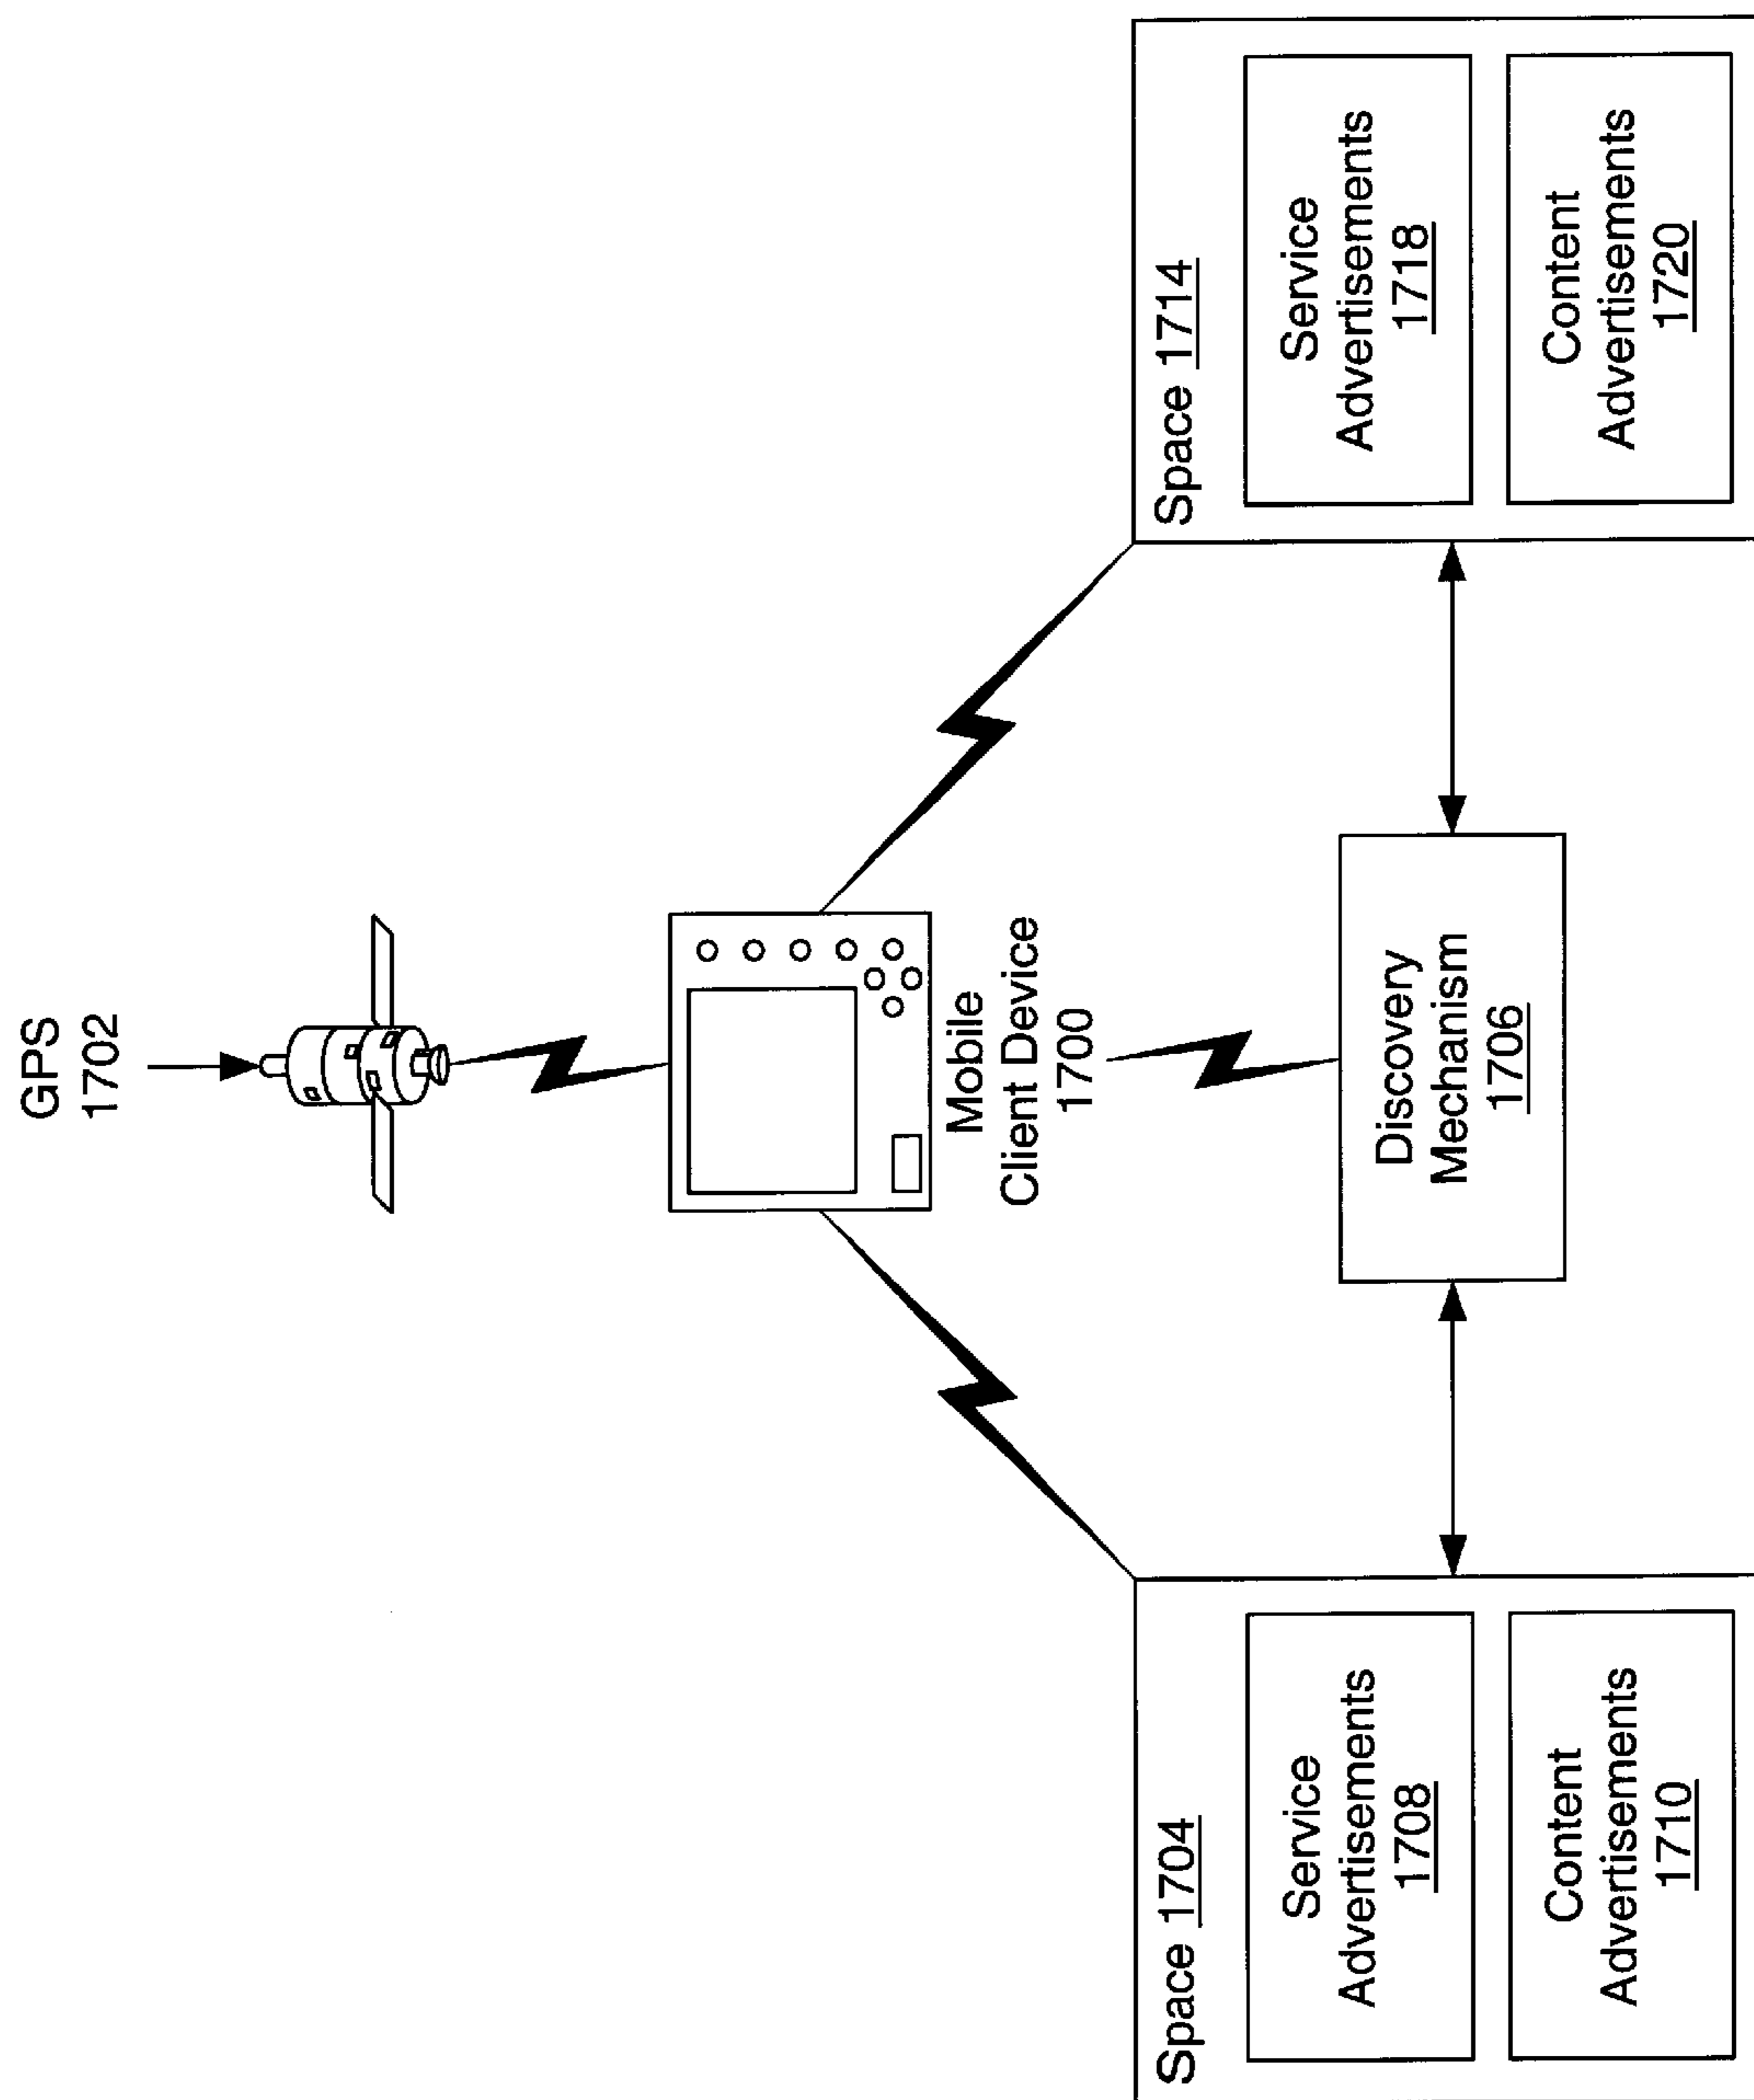 GPS
1702
Mobile
Client Device
1700
Discovery
Mechanism
1706
Space 1704
Service
Advertisements
1708
Content
Advertisements
1710
Space 1714
Service
Advertisements
1718
Content
Advertisements
1720